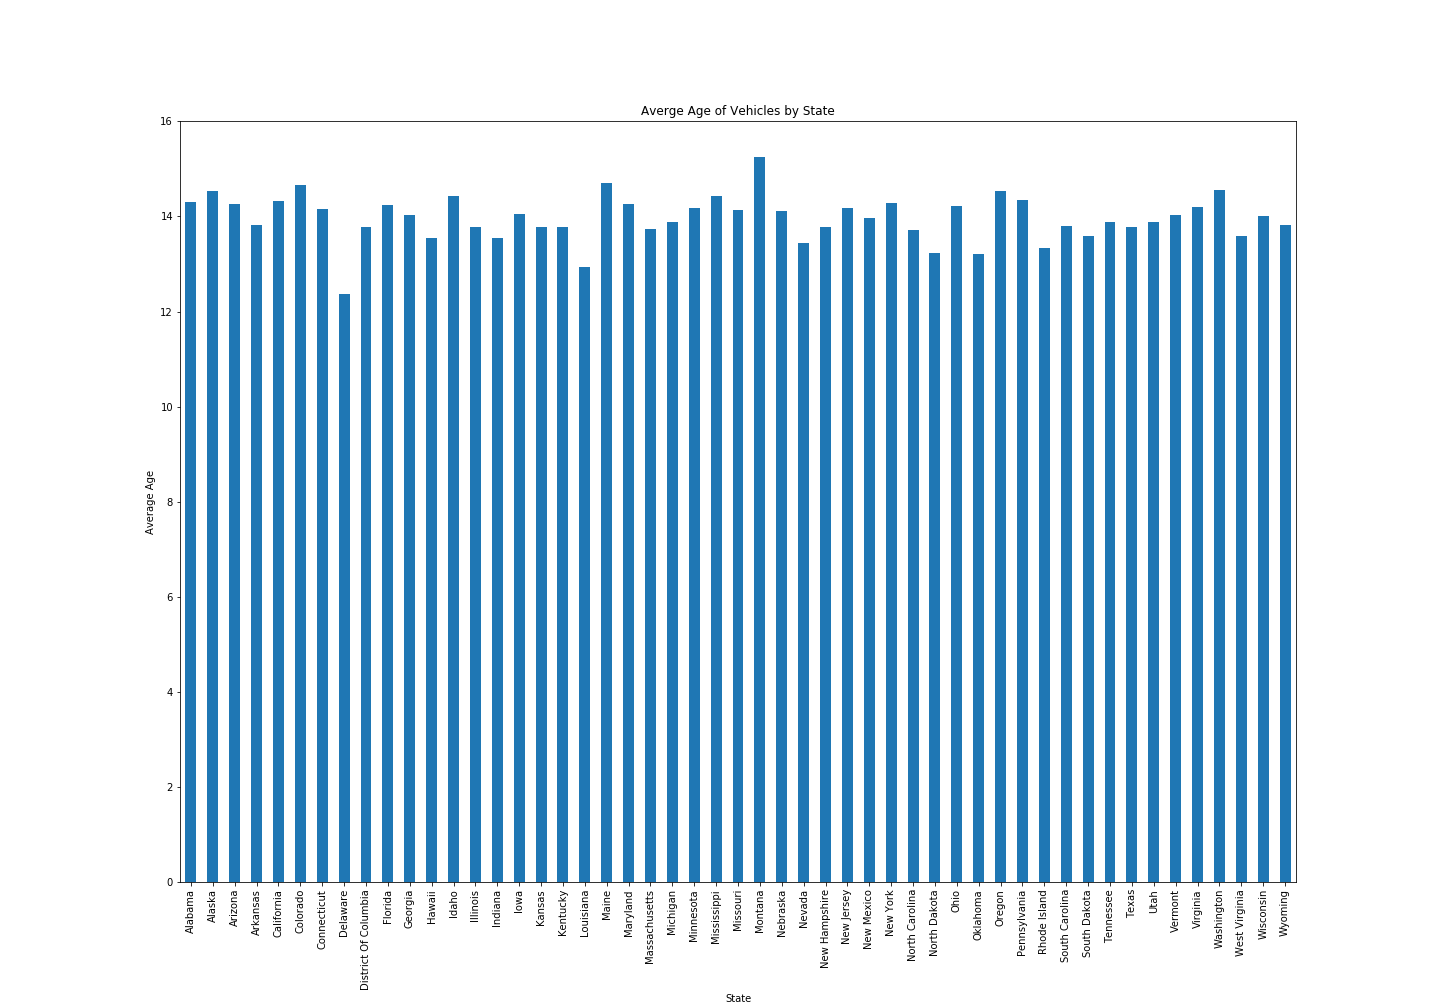 Averge Age of Vehicles by State
16
14
12
10
8
6
4
2
0
Average Age
Alabama
Alaska
Arizona
Arkansas
California
Colorado
Connecticut
Delaware
District Of Columbia
Florida
Georgia
Hawaii
Idaho
Illinois
Indiana
Iowa
Kansas
Kentucky
Louisiana
Maine
Maryland
Massachusetts
Michigan
Minnesota
Mississippi
Missouri
Montana
Nebraska
Nevada
New Hampshire
New Jersey
New Mexico
New York
North Carolina
North Dakota
Ohio
Oklahoma
Oregon
Pennsylvania
Rhode Island
South Carolina
South Dakota
Tennessee
Texas
Utah
Vermont
Virginia
Washington
West Virginia
Wisconsin
Wyoming
State